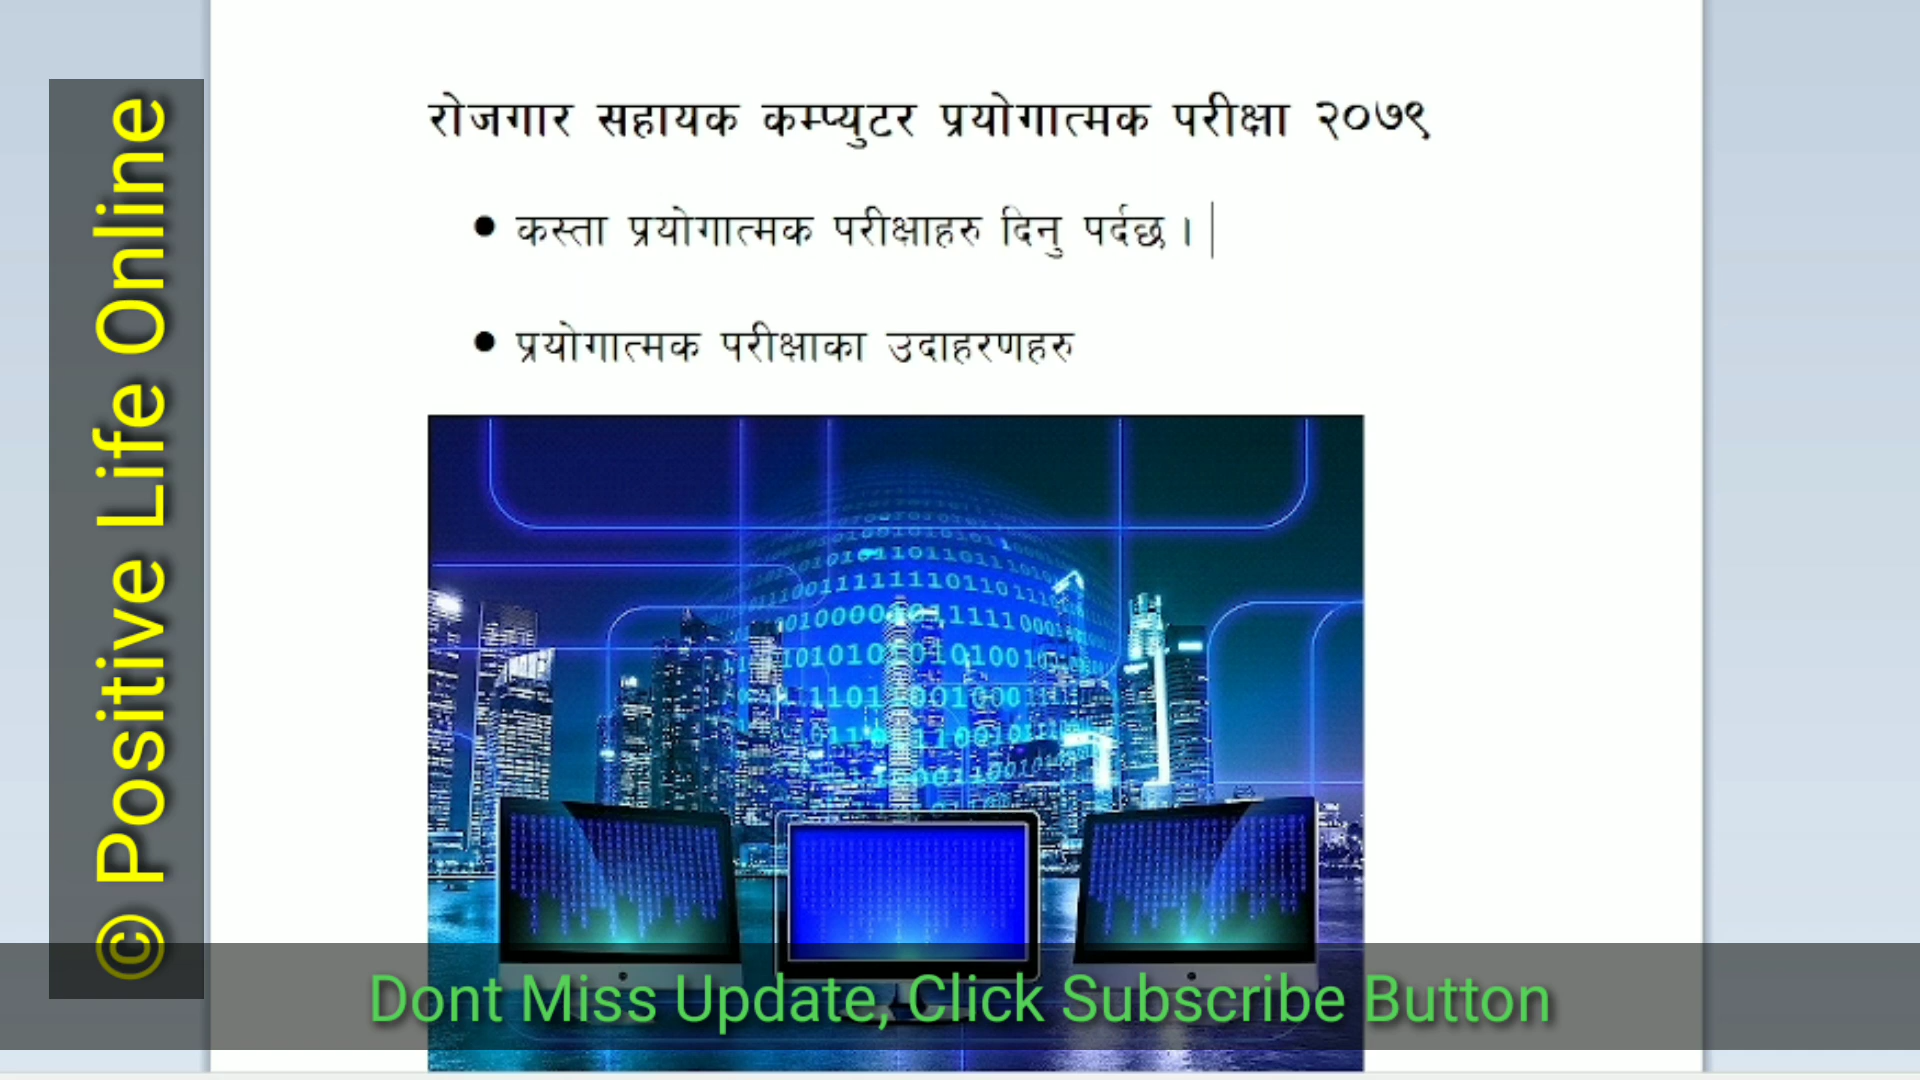 रोजगार सहायक कम्प्युटर प्रयोगात्मक परीक्षा २०७९
● कस्ता प्रयोगात्मक परीक्षाहरु दिनु पर्दछ ।
● प्रयोगात्मक परीक्षाका उदाहरणहरु
© Positive Life Online
Dont Miss Update, Click Subscribe Button